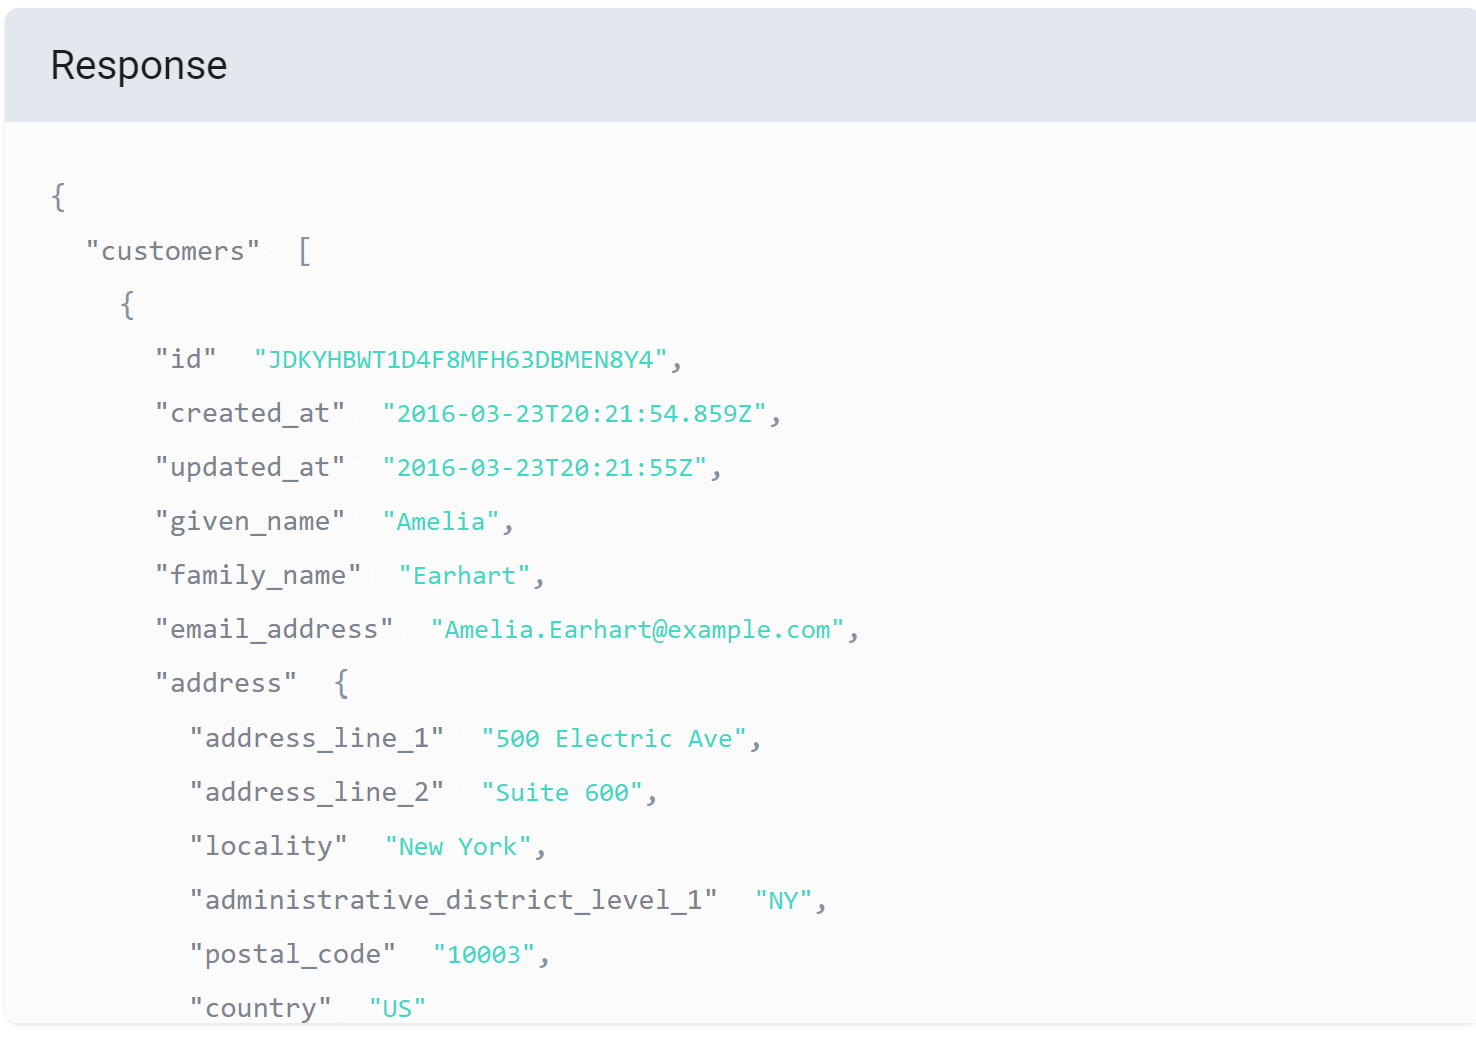 Response
{
"customers": [
{
"id": "JDKYHBWT1D4F8MFH63DBMEN8Y4",
"created_at": "2016-03-23T20:21:54.859Z",
"updated_at": "2016-03-23T20:21:55Z",
"given_name": "Amelia",
"family_name": "Earhart",
"email_address": "Amelia.Earhart@example.com",
"address": {
"address_line_1": "500 Electric Ave",
"address_line_2": "Suite 600",
"locality": "New York",
"administrative_district_level_1": "NY",
"postal_code": "10003",
"country": "US"